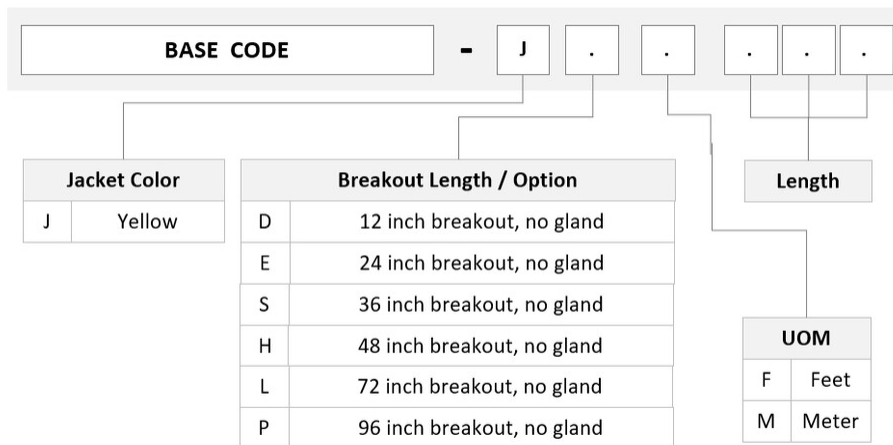 BASE CODE - J . . . . .
Jacket Color
J Yellow
Breakout Length / Option
D 12 inch breakout, no gland
E 24 inch breakout, no gland
S 36 inch breakout, no gland
H 48 inch breakout, no gland
L 72 inch breakout, no gland
P 96 inch breakout, no gland
Length
UOM
F Feet
M Meter